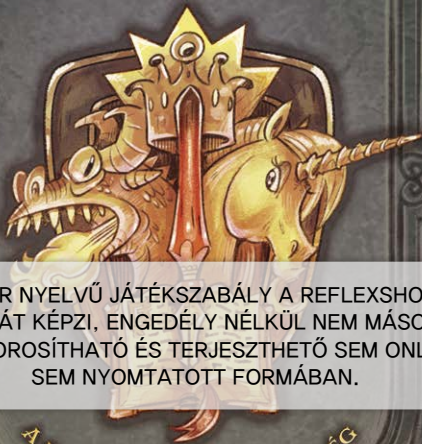 R NYELVŰ JÁTÉKSZABÁLY A REFLEXSHO
ÁT KÉPZI, ENGEDÉLY NÉLKÜL NEM MÁSO
OROSÍTHATÓ ÉS TERJESZTHETŐ SEM ONL
SEM NYOMTATOTT FORMÁBAN.